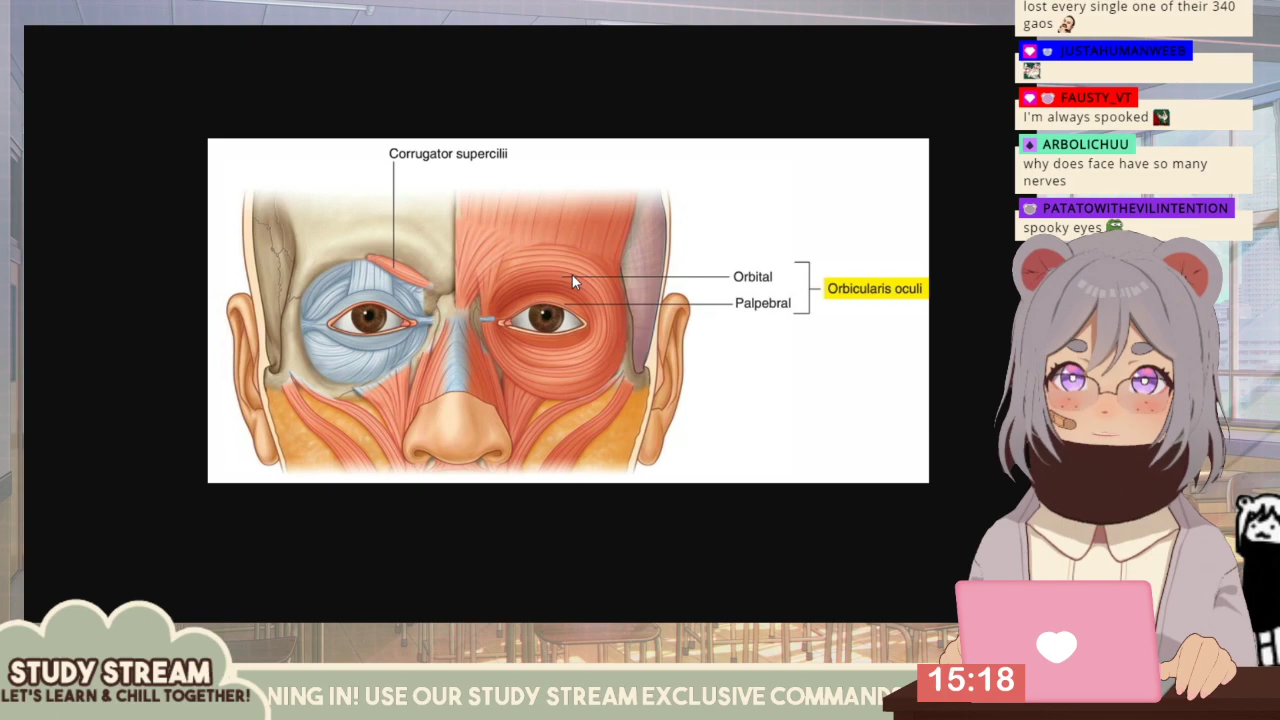 lost every single one of their 340
gaos
JUSTAHUMANWEEB
FAUSTY_VT
I'm always spooked
ARBOLICHUU
why does face have so many
nerves
PATATOWITHEVILINTENTION
spooky eyes
Corrugator supercilii
Orbital
Palpebral
Orbicularis oculi
STUDY STREAM
LET'S LEARN & CHILL TOGETHER!
NING IN! USE OUR STUDY STREAM EXCLUSIVE COMMAND
15:18